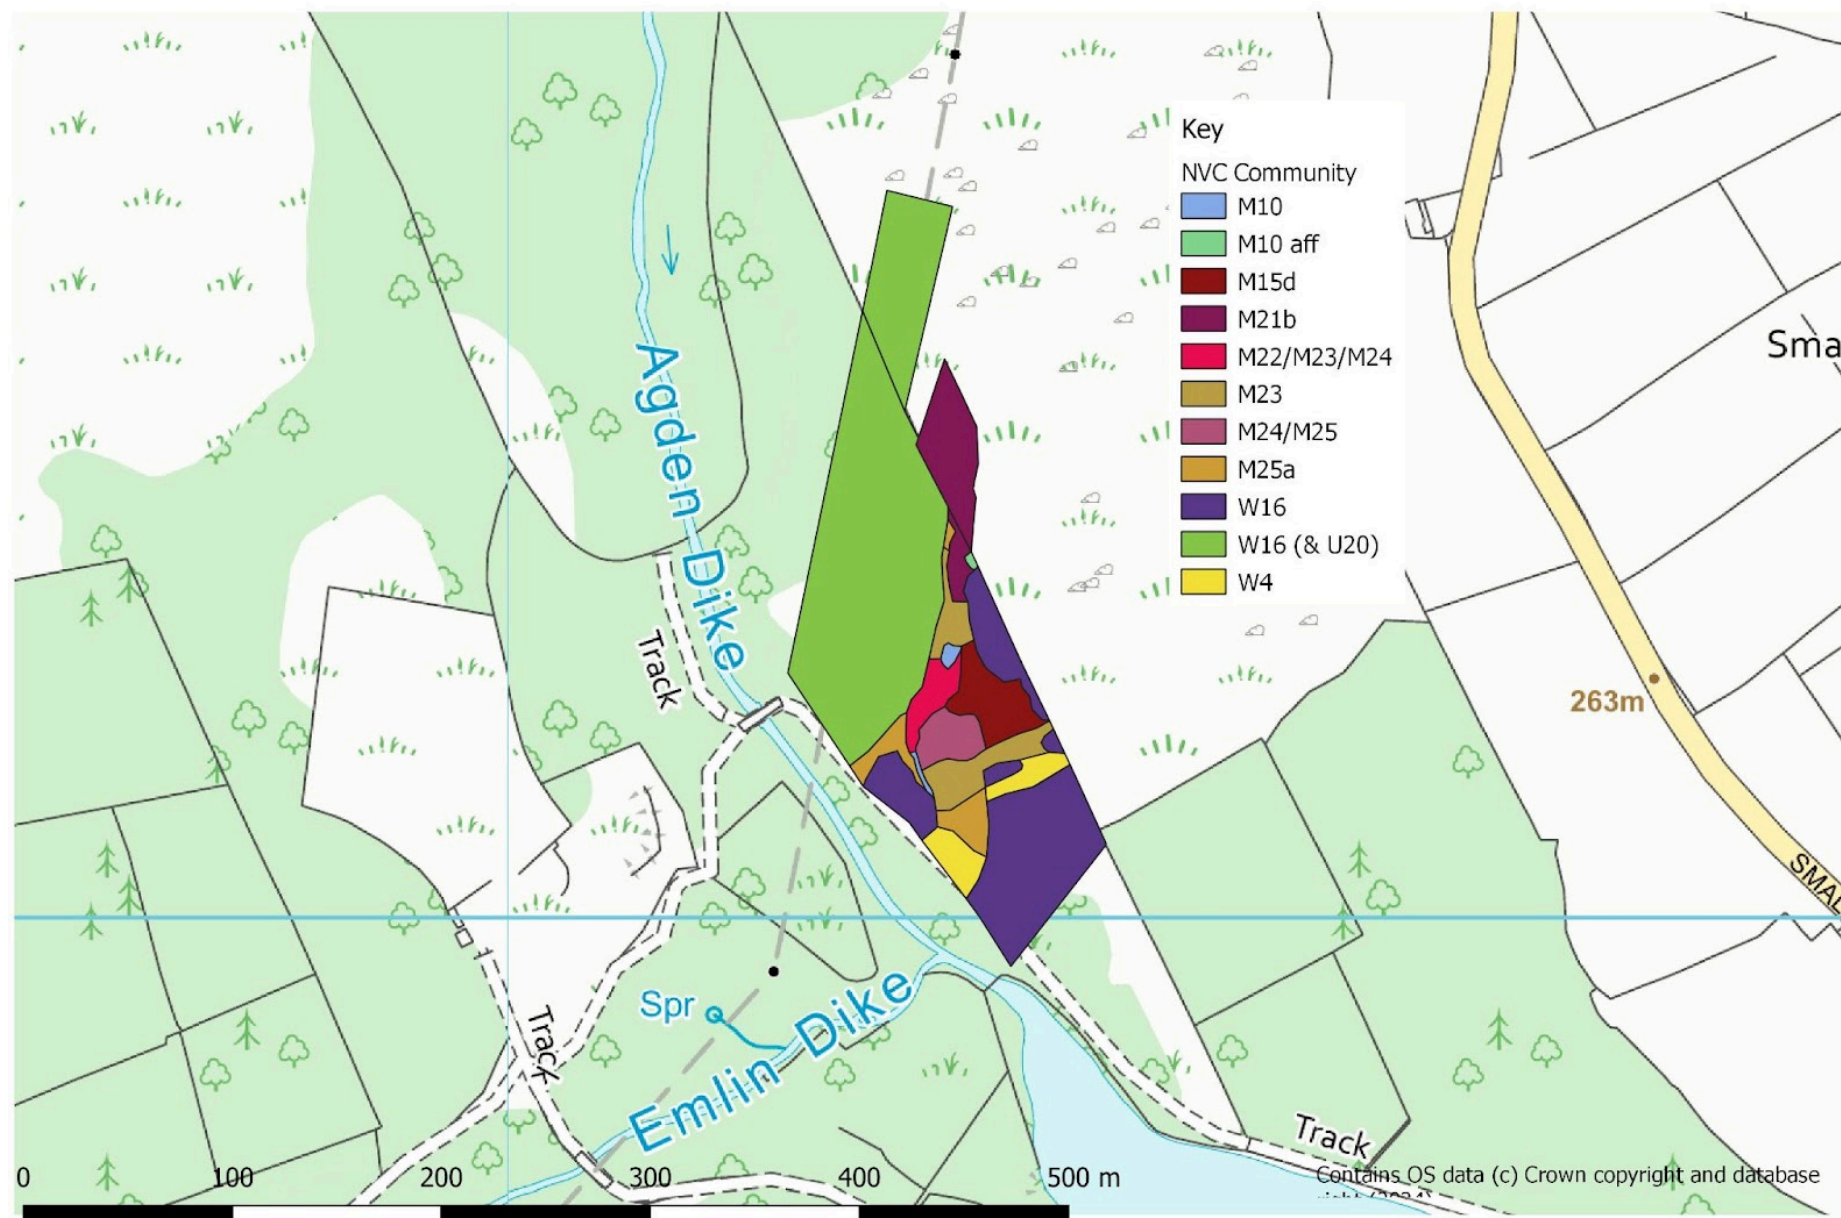 Key
NVC Community
M10
M10 aff
M15d
M21b
M22/M23/M24
M23
M24/M25
M25a
W16
W16 (& U20)
W4
Sma
Agden Dike
Track
263m
SMAL
Spr
Emlin Dike
Track
Track
0 100 200 300 400 500 m
Contains OS data (c) Crown copyright and database
right (2024)